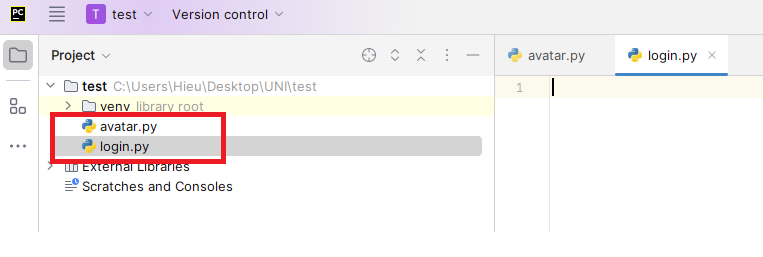 PC T test Version control
Project
avatar.py login.py
test C:\Users\Hieu\Desktop\UNI\test
1
venv library root
avatar.py
login.py
External Libraries
Scratches and Consoles